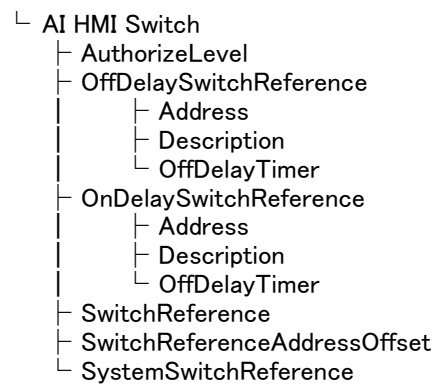 └ AI HMI Switch
├ AuthorizeLevel
├ OffDelaySwitchReference
│ ├ Address
│ ├ Description
│ └ OffDelayTimer
├ OnDelaySwitchReference
│ ├ Address
│ ├ Description
│ └ OffDelayTimer
├ SwitchReference
├ SwitchReferenceAddressOffset
└ SystemSwitchReference